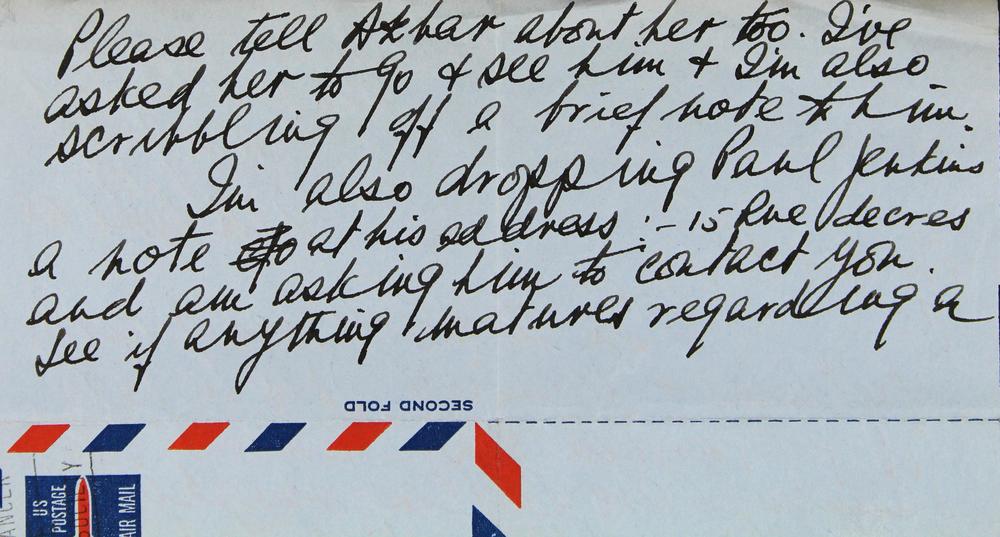 Please tell Akbar about her too. I've
asked her to go & see him & I'm also
scribbling off a brief note to him.
I'm also dropping Paul Jenkins
a note at his address :- 15 Rue decres
and am asking him to contact you.
See if anything matures regarding a
SECOND FOLD
US
POSTAGE
AIR MAIL